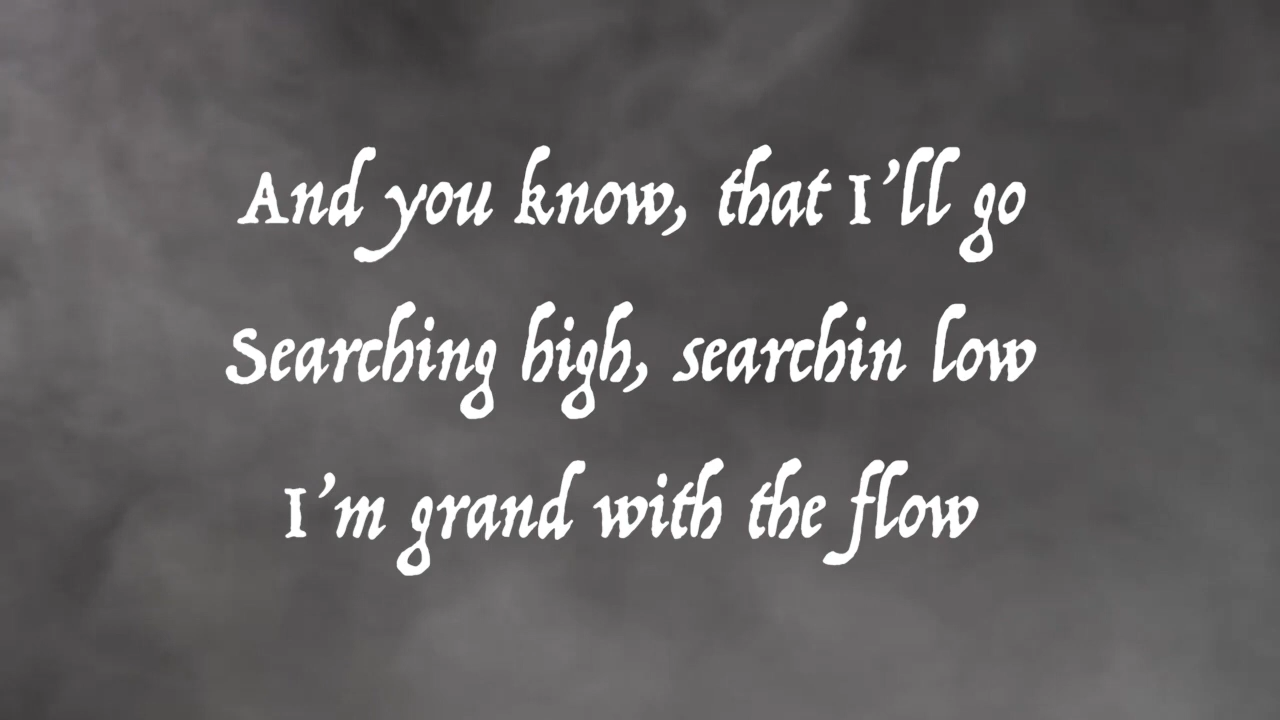 And you know, that I'll go
Searching high, searchin low
I'm grand with the flow